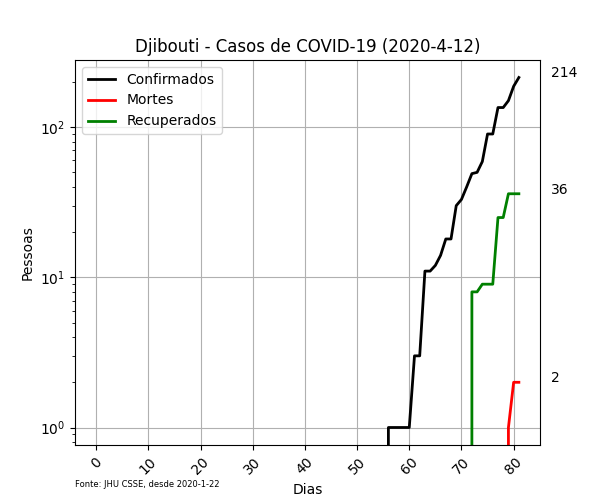 Djibouti - Casos de COVID-19 (2020-4-12)
Confirmados
Mortes
Recuperados
214
36
2
10²
10¹
10⁰
Pessoas
0 10 20 30 40 50 60 70 80
Dias
Fonte: JHU CSSE, desde 2020-1-22